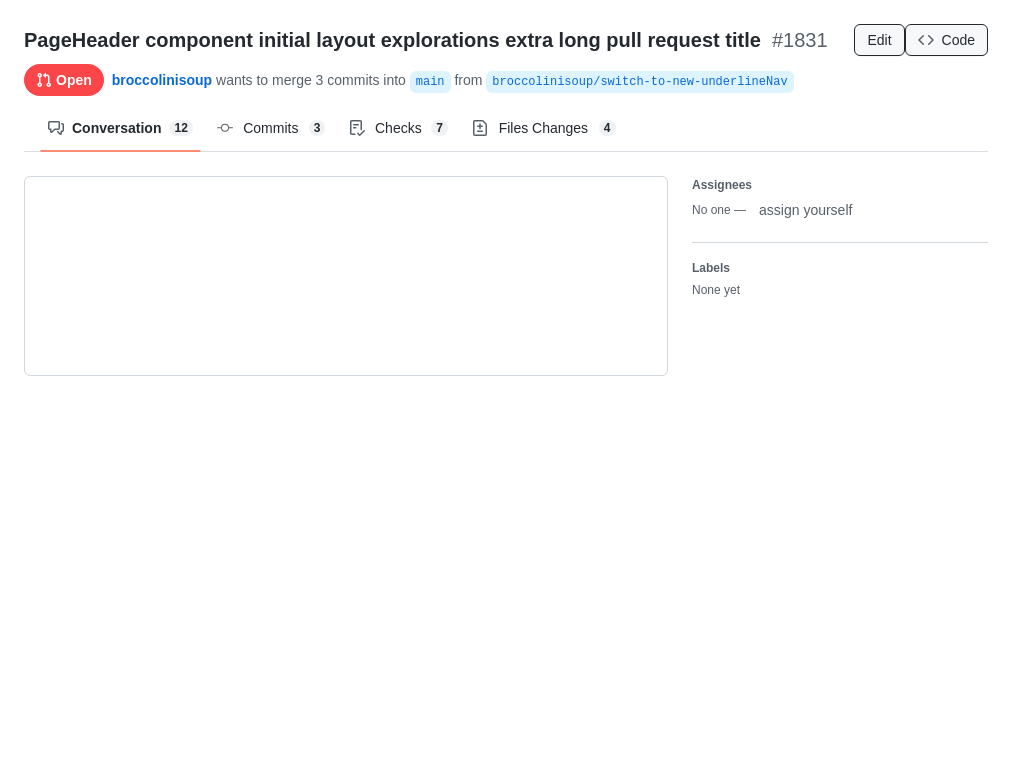 PageHeader component initial layout explorations extra long pull request title #1831
Edit
Code
Open
broccolinisoup wants to merge 3 commits into main from broccolinisoup/switch-to-new-underlineNav
Conversation 12
Commits 3
Checks 7
Files Changes 4
Assignees
No one — assign yourself
Labels
None yet